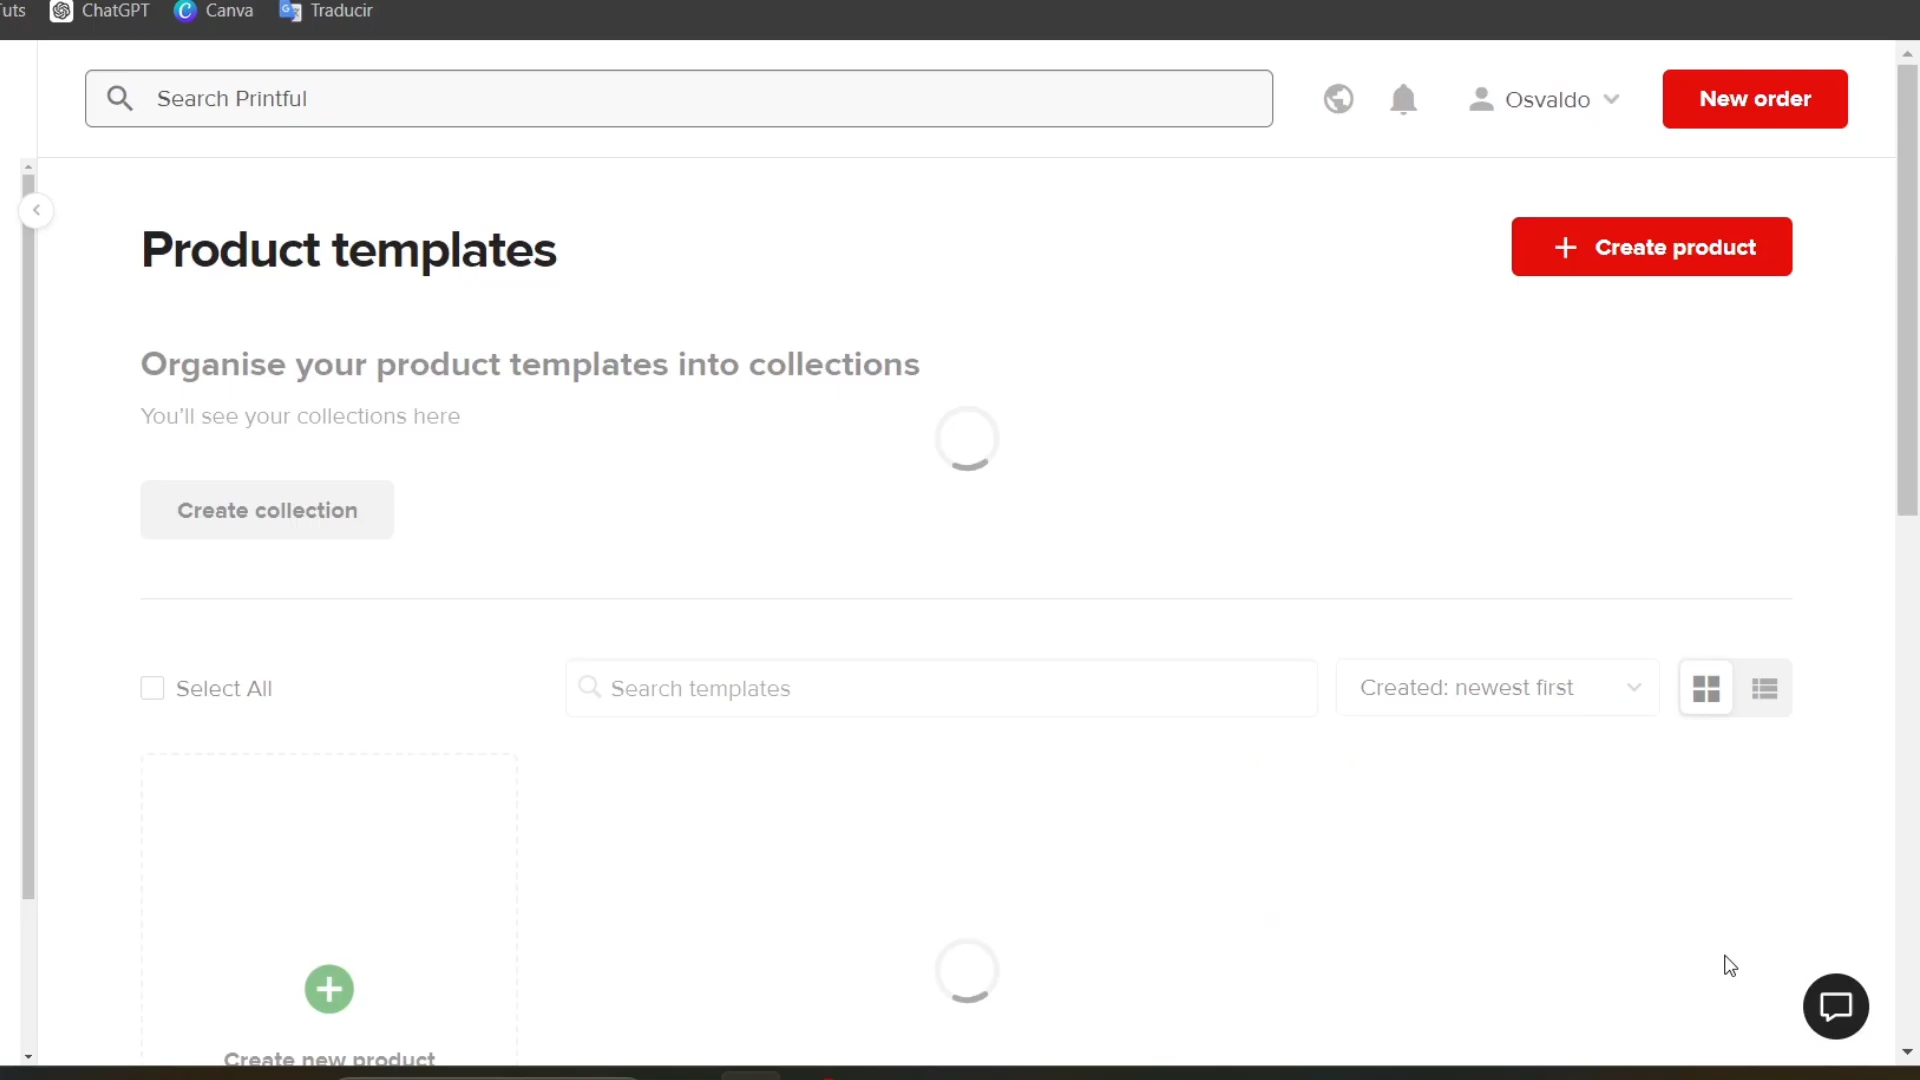 ChatGPT Canva Traducir
Search Printful
Osvaldo
New order
Product templates
Create product
Organise your product templates into collections
You'll see your collections here
Create collection
Select All
Search templates
Created: newest first
Create new product